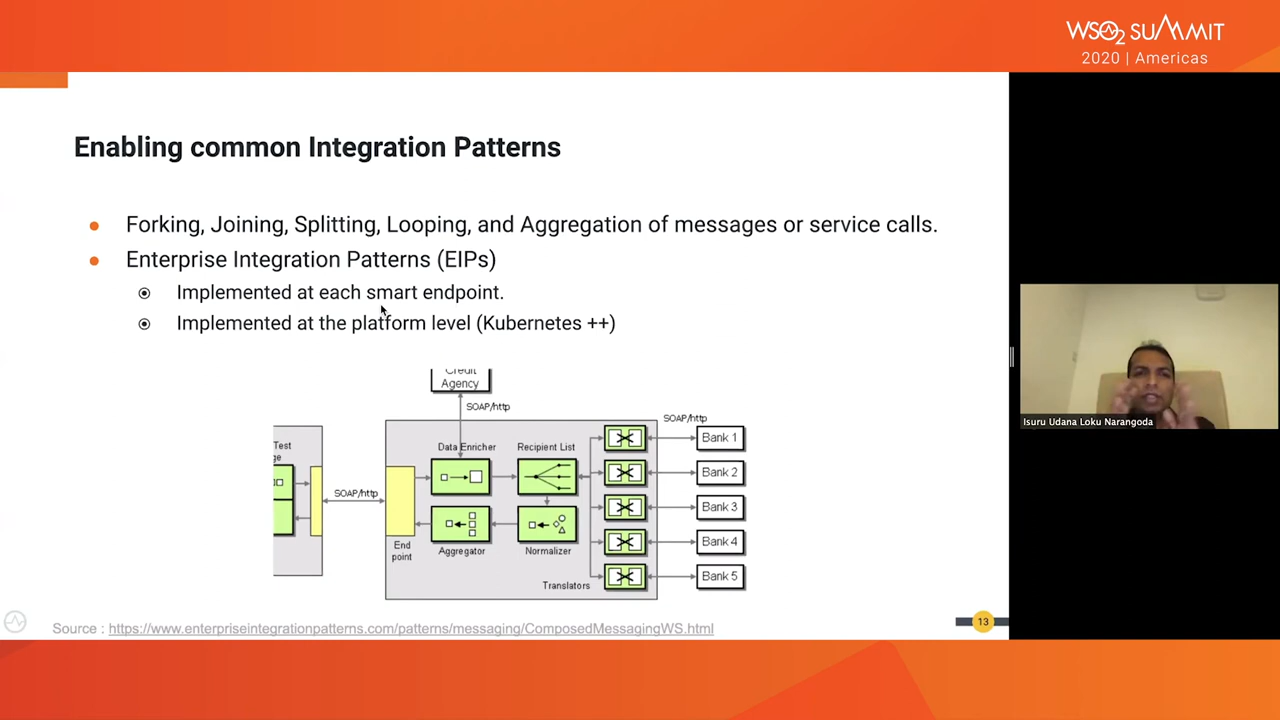 WSO2 SUMMIT
2020 | Americas
Enabling common Integration Patterns
Forking, Joining, Splitting, Looping, and Aggregation of messages or service calls.
Enterprise Integration Patterns (EIPs)
Implemented at each smart endpoint.
Implemented at the platform level (Kubernetes ++)
Credit
Agency
SOAP/http
SOAP/http
Test
ge
Data Enricher
Recipient List
Bank 1
Bank 2
SOAP/http
Bank 3
Bank 4
End
point
Aggregator
Normalizer
Bank 5
Translators
Isuru Udana Loku Narangoda
Source : https://www.enterpriseintegrationpatterns.com/patterns/messaging/ComposedMessagingWS.html
13